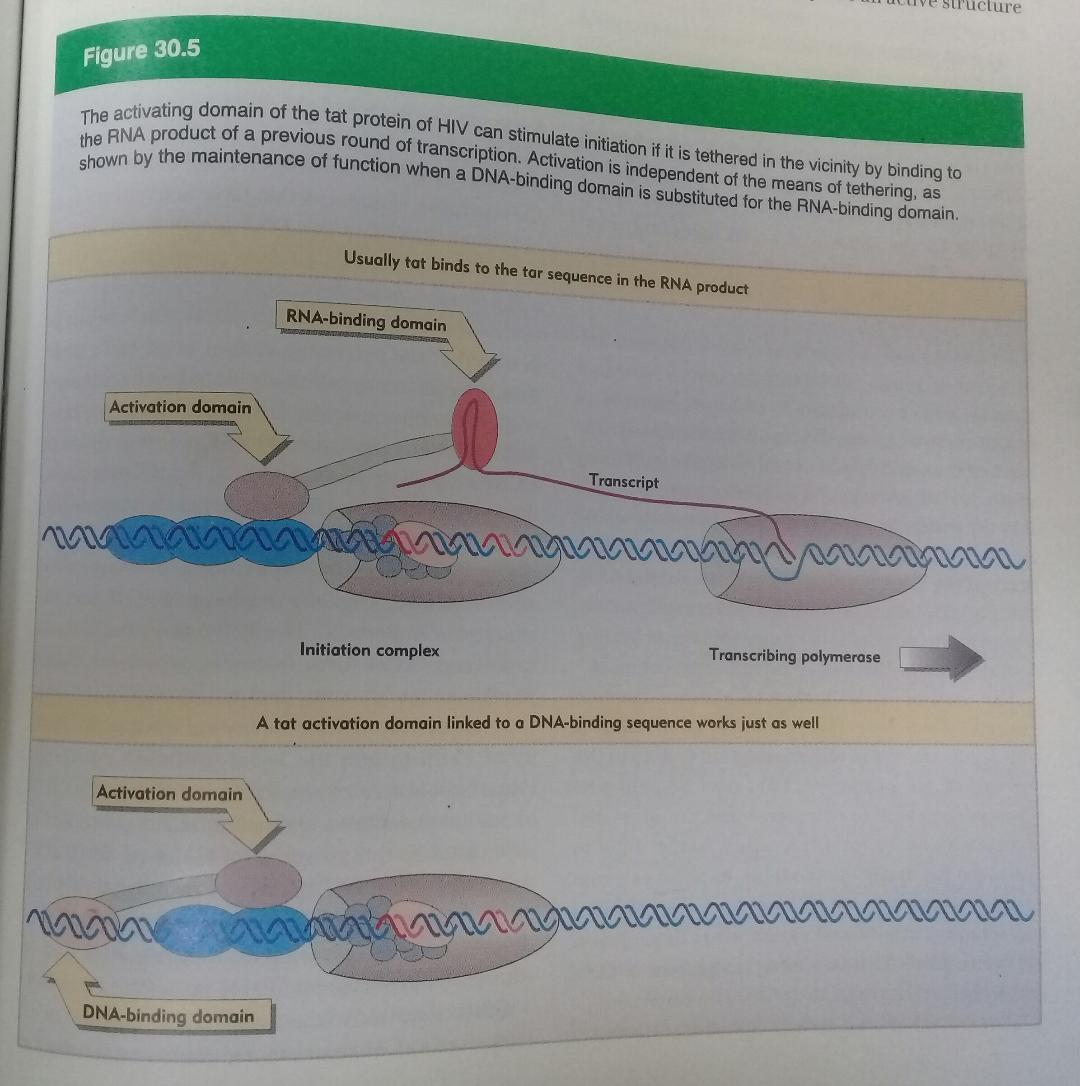 active structure
Figure 30.5
The activating domain of the tat protein of HIV can stimulate initiation if it is tethered in the vicinity by binding to
the RNA product of a previous round of transcription. Activation is independent of the means of tethering, as
shown by the maintenance of function when a DNA-binding domain is substituted for the RNA-binding domain.
Usually tat binds to the tar sequence in the RNA product
RNA-binding domain
Activation domain
Transcript
Initiation complex
Transcribing polymerase
A tat activation domain linked to a DNA-binding sequence works just as well
Activation domain
DNA-binding domain